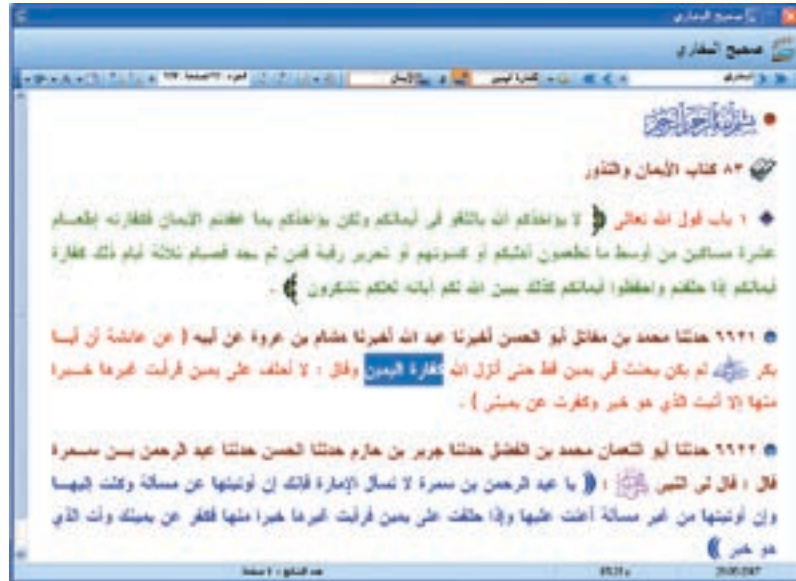 صحيح البخاري
صحيح البخاري
كفارة اليمين
بسم الله الرحمن الرحيم
٨٣ كتاب الأيمان والنذور
١ باب قول الله تعالى ﴿ لا يؤاخذكم الله باللغو في أيمانكم ولكن يؤاخذكم بما عقدتم الأيمان فكفارته إطعام
عشرة مساكين من أوسط ما تطعمون أهليكم أو كسوتهم أو تحرير رقبة فمن لم يجد فصيام ثلاثة أيام ذلك كفارة
أيمانكم إذا حلفتم واحفظوا أيمانكم كذلك يبين الله لكم آياته لعلكم تشكرون ﴾ .
٦٦٢١ حدثنا محمد بن مقاتل أبو الحسن أخبرنا عبد الله أخبرنا هشام بن عروة عن أبيه ( عن عائشة أن أبا
بكر لم يكن يحنث في يمين قط حتى أنزل الله كفارة اليمين وقال : لا أحلف على يمين فرأيت غيرها خيرا
منها إلا أتيت الذي هو خير وكفرت عن يميني ) .
٦٦٢٢ حدثنا أبو النعمان محمد بن الفضل حدثنا جرير بن حازم حدثنا الحسن حدثنا عبد الرحمن بن سمرة
قال : قال لي النبي ﷺ : ( يا عبد الرحمن بن سمرة لا تسأل الإمارة فإنك إن أوتيتها عن مسألة وكلت إليها
وإن أوتيتها من غير مسألة أعنت عليها وإذا حلفت على يمين فرأيت غيرها خيرا منها فكفر عن يمينك وأت الذي
هو خير )